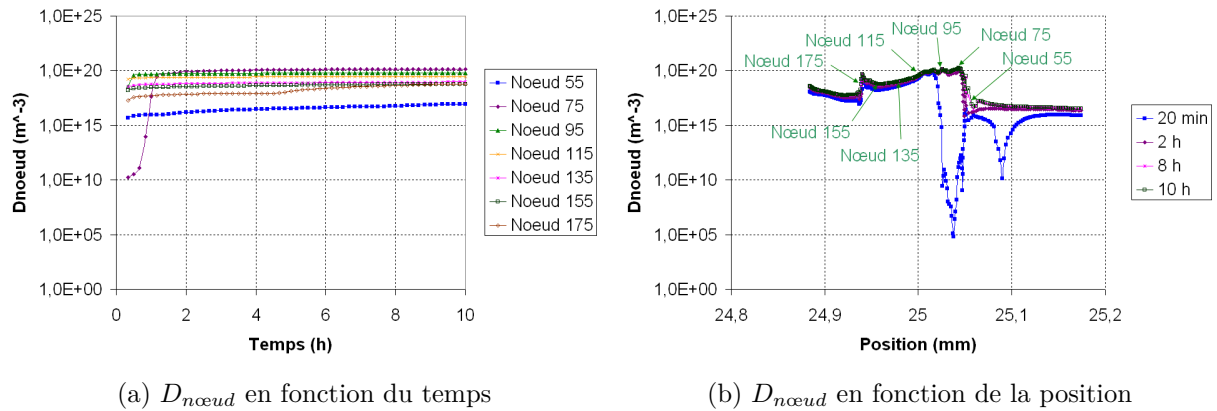 1,0E+25
1,0E+20
1,0E+15
1,0E+10
1,0E+05
1,0E+00
Dnoeud (m^-3)
0 2 4 6 8 10
Temps (h)
Noeud 55
Noeud 75
Noeud 95
Noeud 115
Noeud 135
Noeud 155
Noeud 175
(a) Dnœud en fonction du temps
1,0E+25
1,0E+20
1,0E+15
1,0E+10
1,0E+05
1,0E+00
Dnoeud (m^-3)
Nœud 95
Nœud 115
Nœud 75
Nœud 175
Nœud 55
Nœud 155
Nœud 135
24,8 24,9 25 25,1 25,2
Position (mm)
20 min
2 h
8 h
10 h
(b) Dnœud en fonction de la position